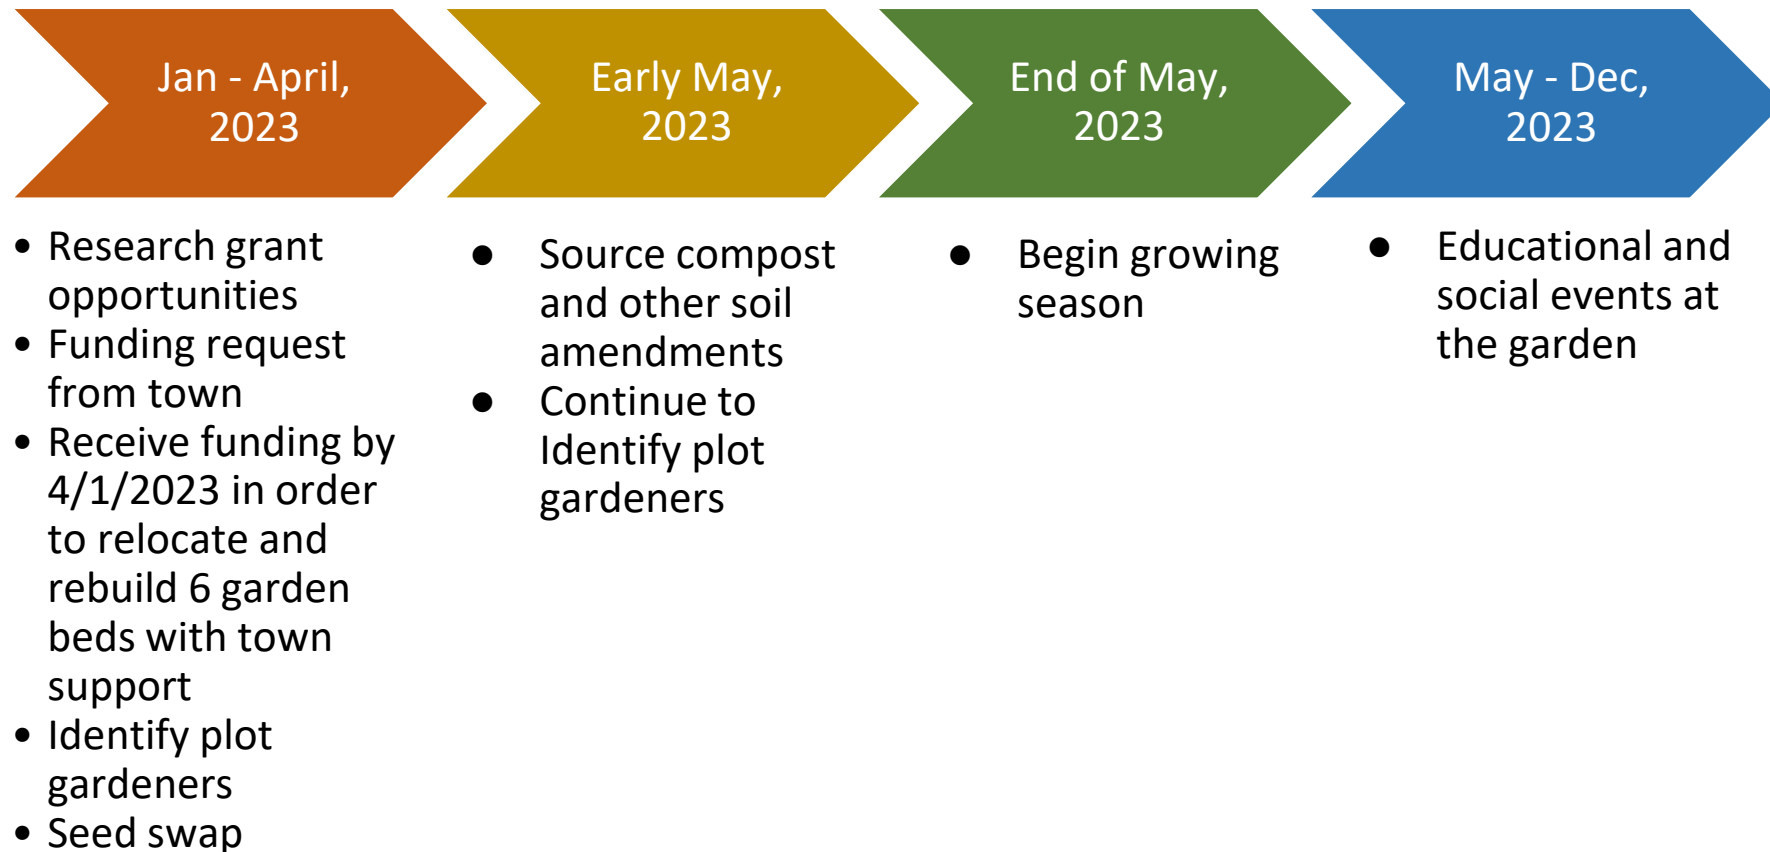 Jan - April,
2023
• Research grant
opportunities
• Funding request
from town
• Receive funding by
4/1/2023 in order
to relocate and
rebuild 6 garden
beds with town
support
• Identify plot
gardeners
• Seed swap
Early May,
2023
● Source compost
and other soil
amendments
● Continue to
Identify plot
gardeners
End of May,
2023
● Begin growing
season
May - Dec,
2023
● Educational and
social events at
the garden